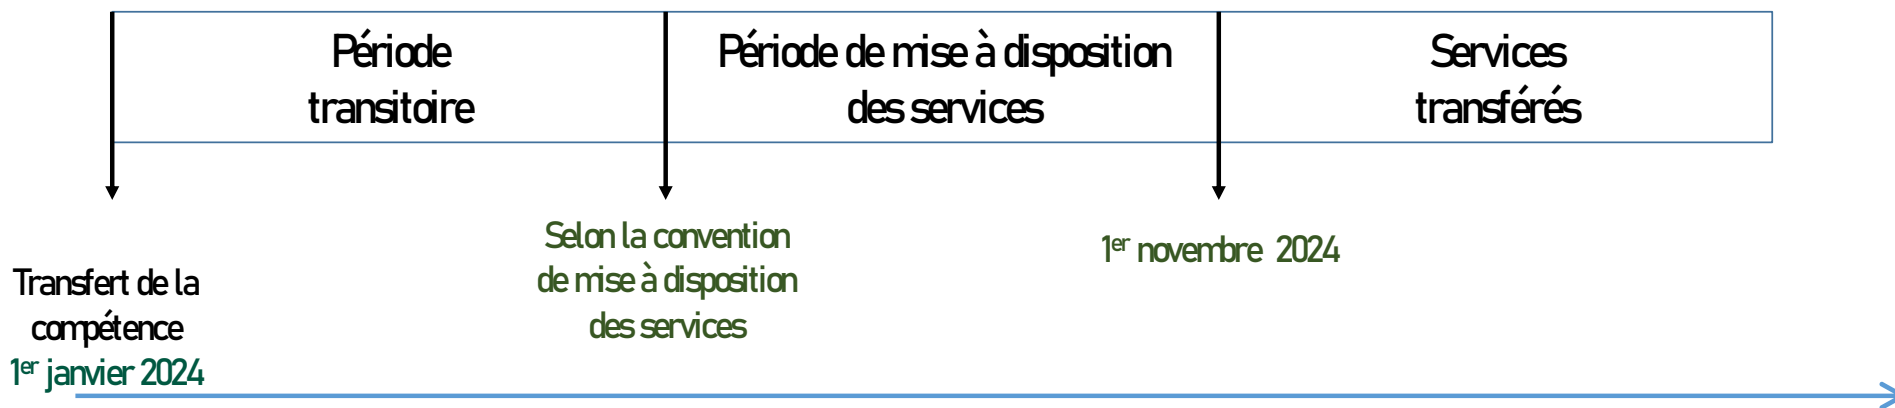 Période
transitoire
Période de mise à disposition
des services
Services
transférés
Transfert de la
compétence
1er janvier 2024
Selon la convention
de mise à disposition
des services
1er novembre 2024